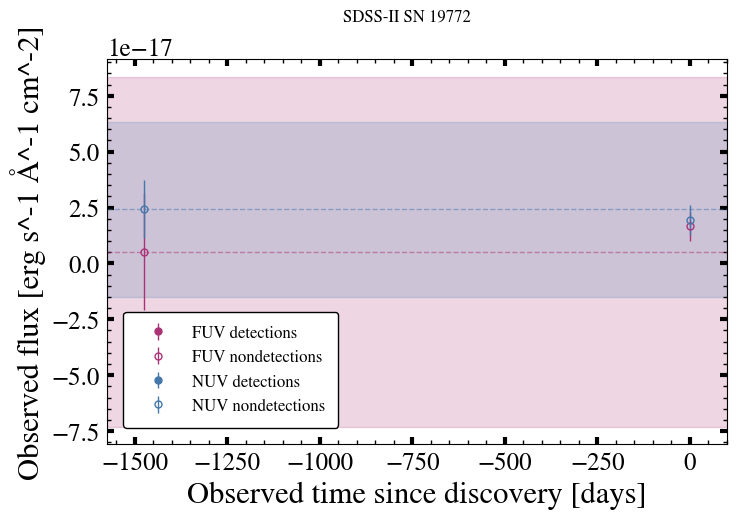 SDSS-II SN 19772
1e−17
Observed flux [erg s^-1 Å^-1 cm^-2]
7.5
5.0
2.5
0.0
−2.5
−5.0
−7.5
FUV detections
FUV nondetections
NUV detections
NUV nondetections
−1500 −1250 −1000 −750 −500 −250 0
Observed time since discovery [days]